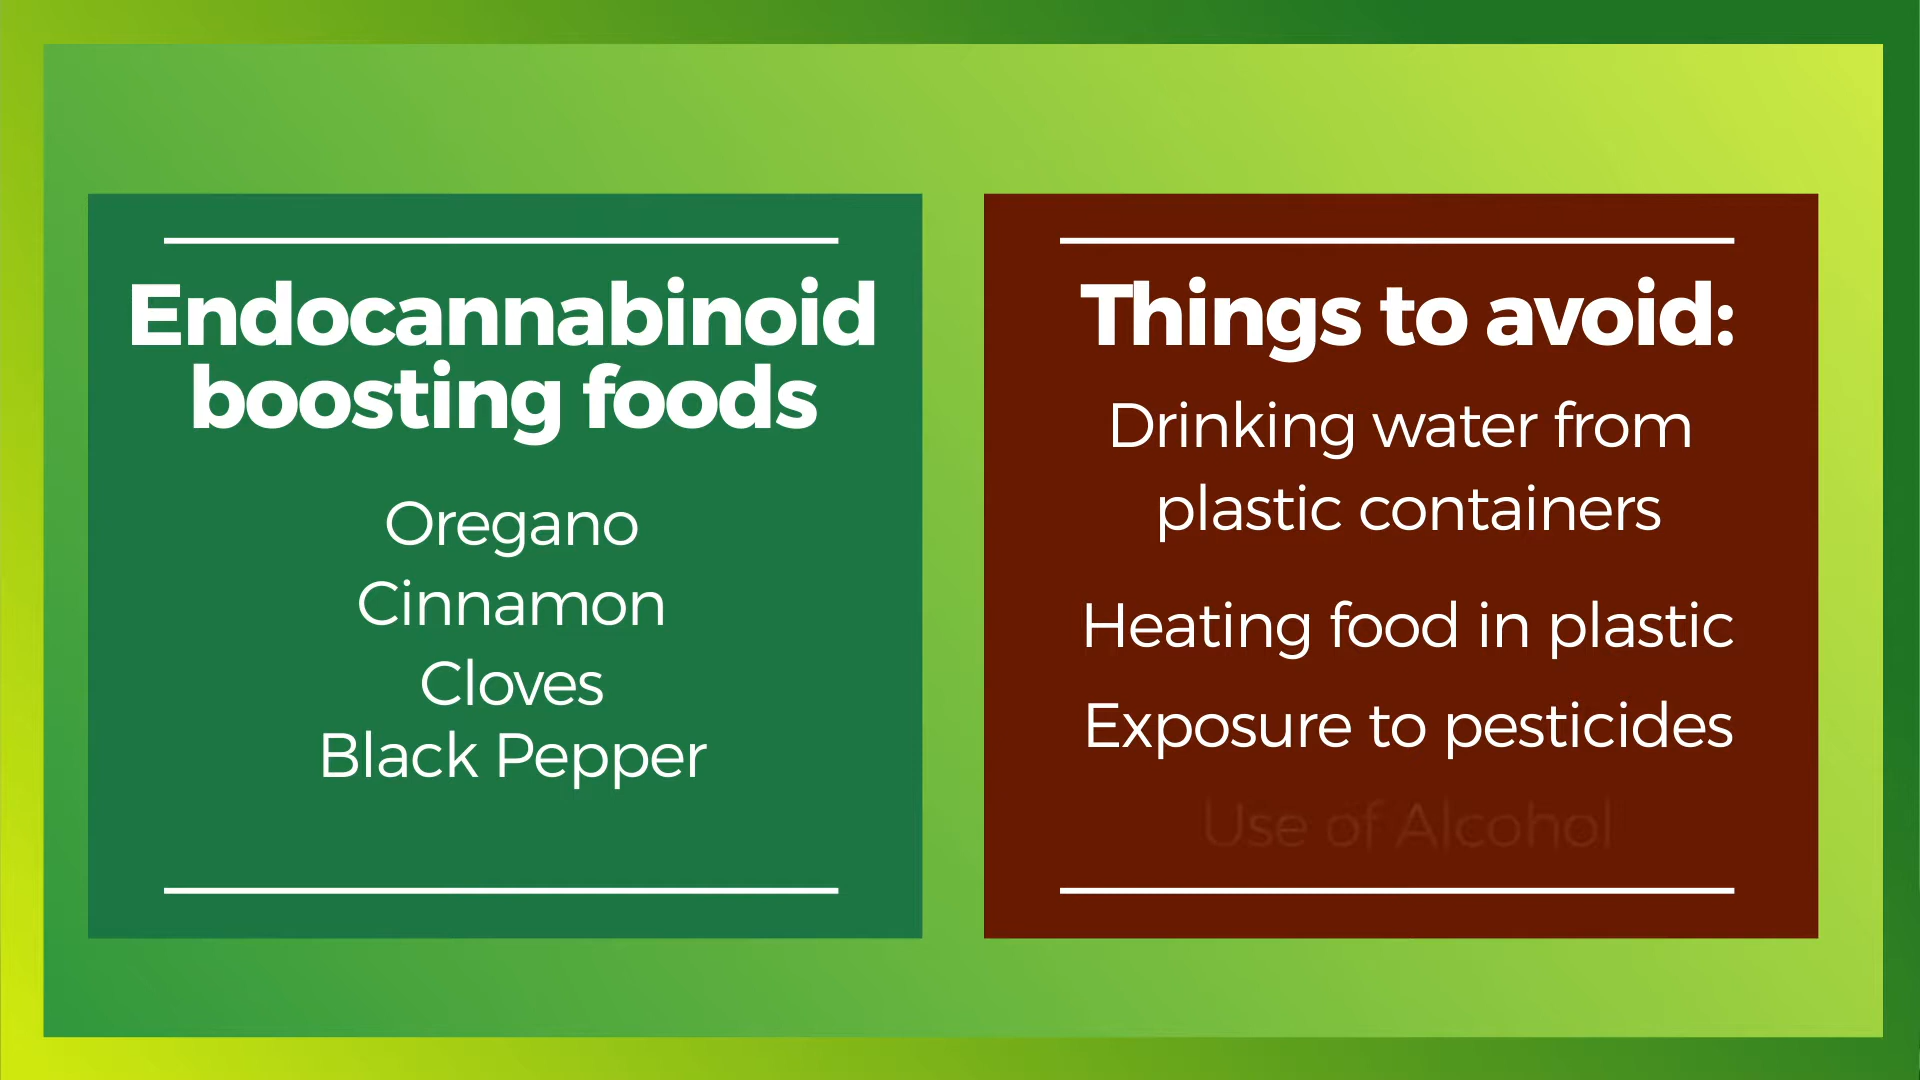 Endocannabinoid
boosting foods
Oregano
Cinnamon
Cloves
Black Pepper
Things to avoid:
Drinking water from
plastic containers
Heating food in plastic
Exposure to pesticides
Use of Alcohol